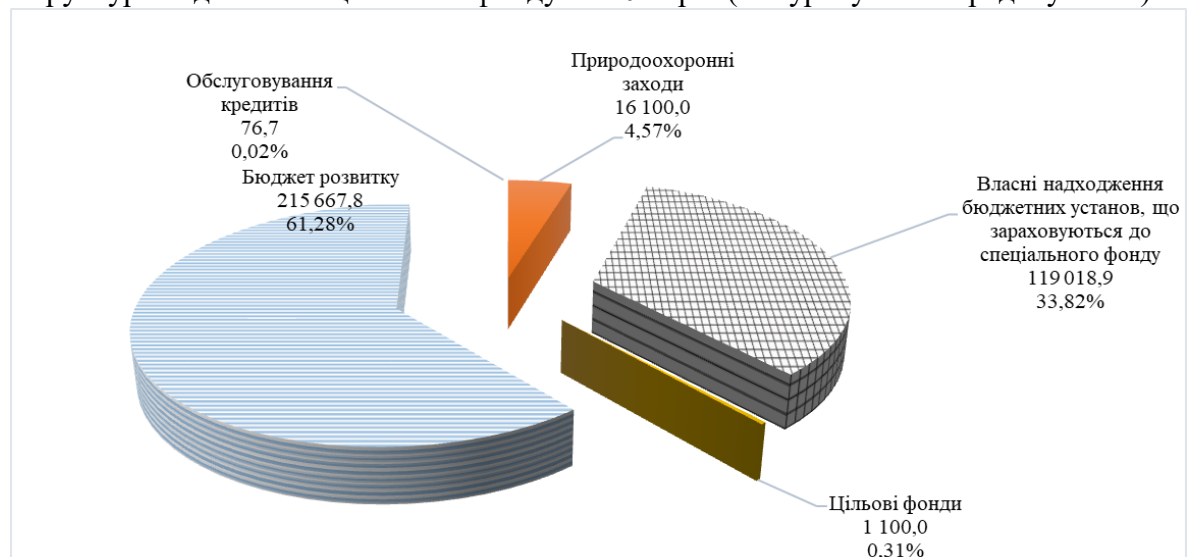 Обслуговування
кредитів
76,7
0,02%
Природоохоронні
заходи
16 100,0
4,57%
Бюджет розвитку
215 667,8
61,28%
Власні надходження
бюджетних установ, що
зараховуються до
спеціального фонду
119 018,9
33,82%
Цільові фонди
1 100,0
0,31%